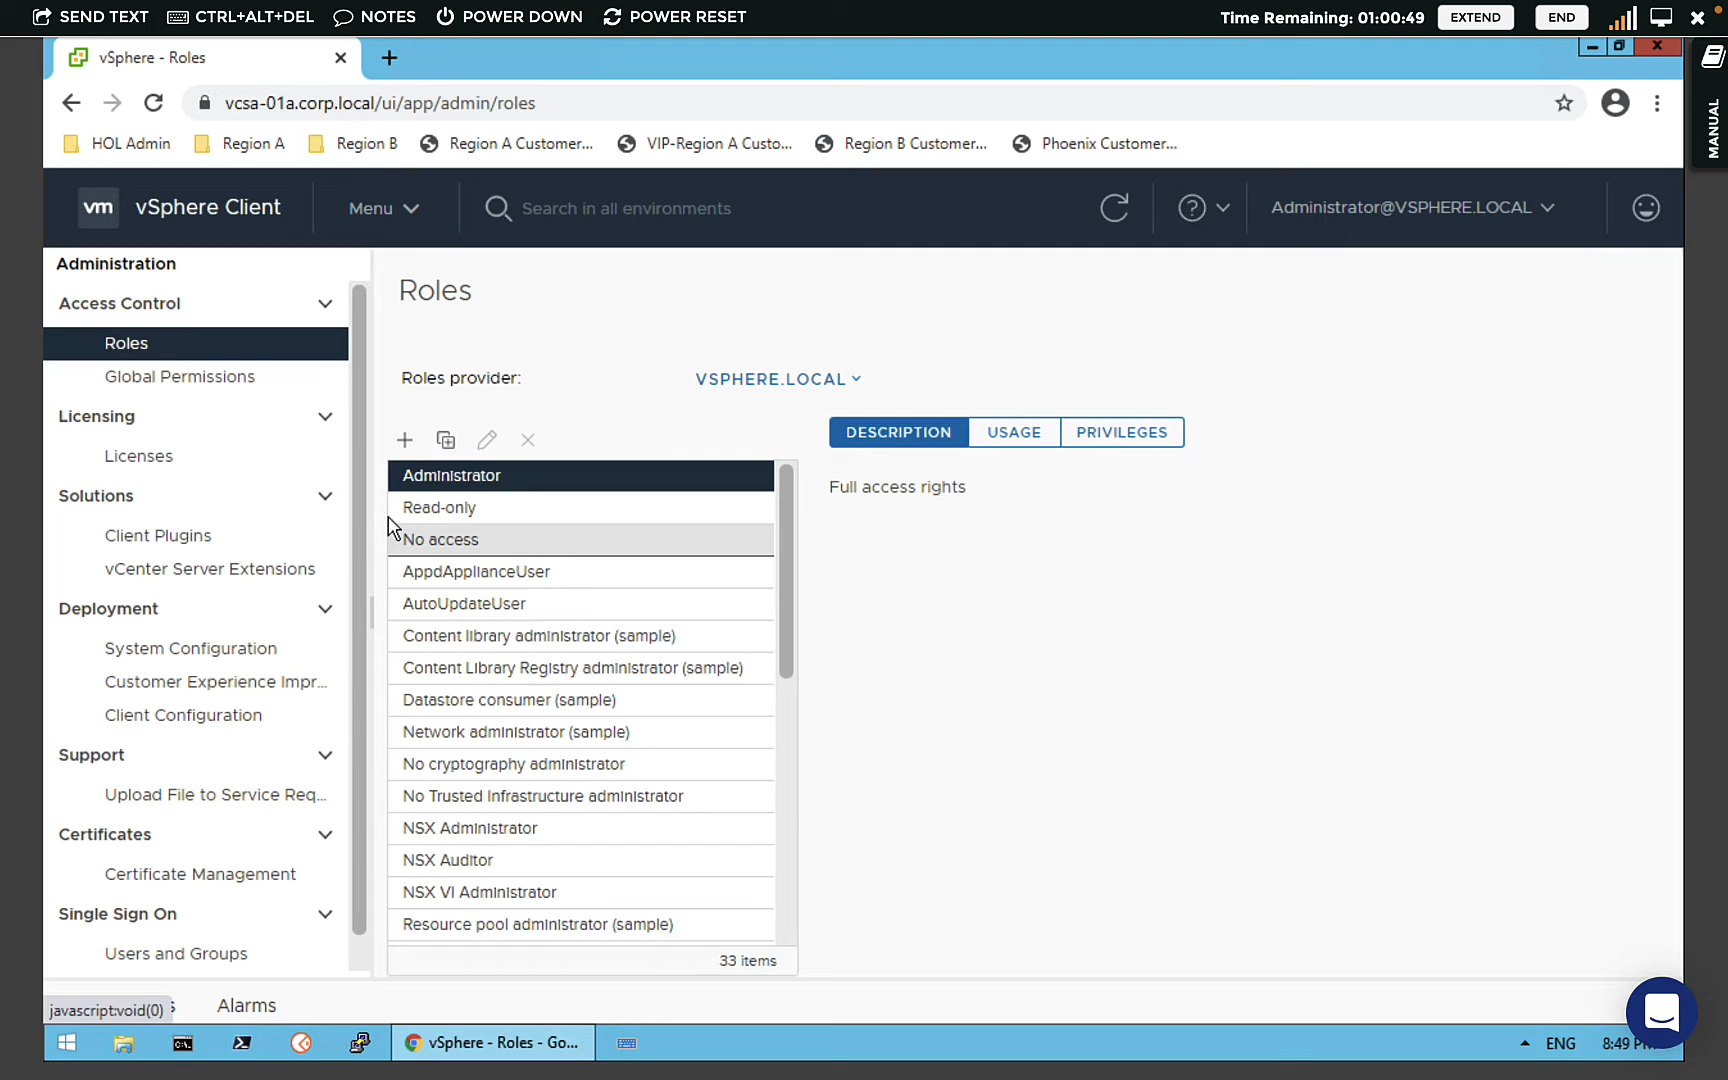 SEND TEXT CTRL+ALT+DEL NOTES POWER DOWN POWER RESET Time Remaining: 01:00:49 EXTEND END
MANUAL
vSphere - Roles
vcsa-01a.corp.local/ui/app/admin/roles
HOL Admin Region A Region B Region A Customer... VIP-Region A Custo... Region B Customer... Phoenix Customer...
vm vSphere Client Menu Search in all environments Administrator@VSPHERE.LOCAL
Administration
Access Control
Roles
Global Permissions
Licensing
Licenses
Solutions
Client Plugins
vCenter Server Extensions
Deployment
System Configuration
Customer Experience Impr...
Client Configuration
Support
Upload File to Service Req...
Certificates
Certificate Management
Single Sign On
Users and Groups
Roles
Roles provider: VSPHERE.LOCAL
Administrator
Read-only
No access
AppdApplianceUser
AutoUpdateUser
Content library administrator (sample)
Content Library Registry administrator (sample)
Datastore consumer (sample)
Network administrator (sample)
No cryptography administrator
No Trusted Infrastructure administrator
NSX Administrator
NSX Auditor
NSX VI Administrator
Resource pool administrator (sample)
33 items
DESCRIPTION USAGE PRIVILEGES
Full access rights
javascript:void(0) Alarms
vSphere - Roles - Go... ENG 8:49